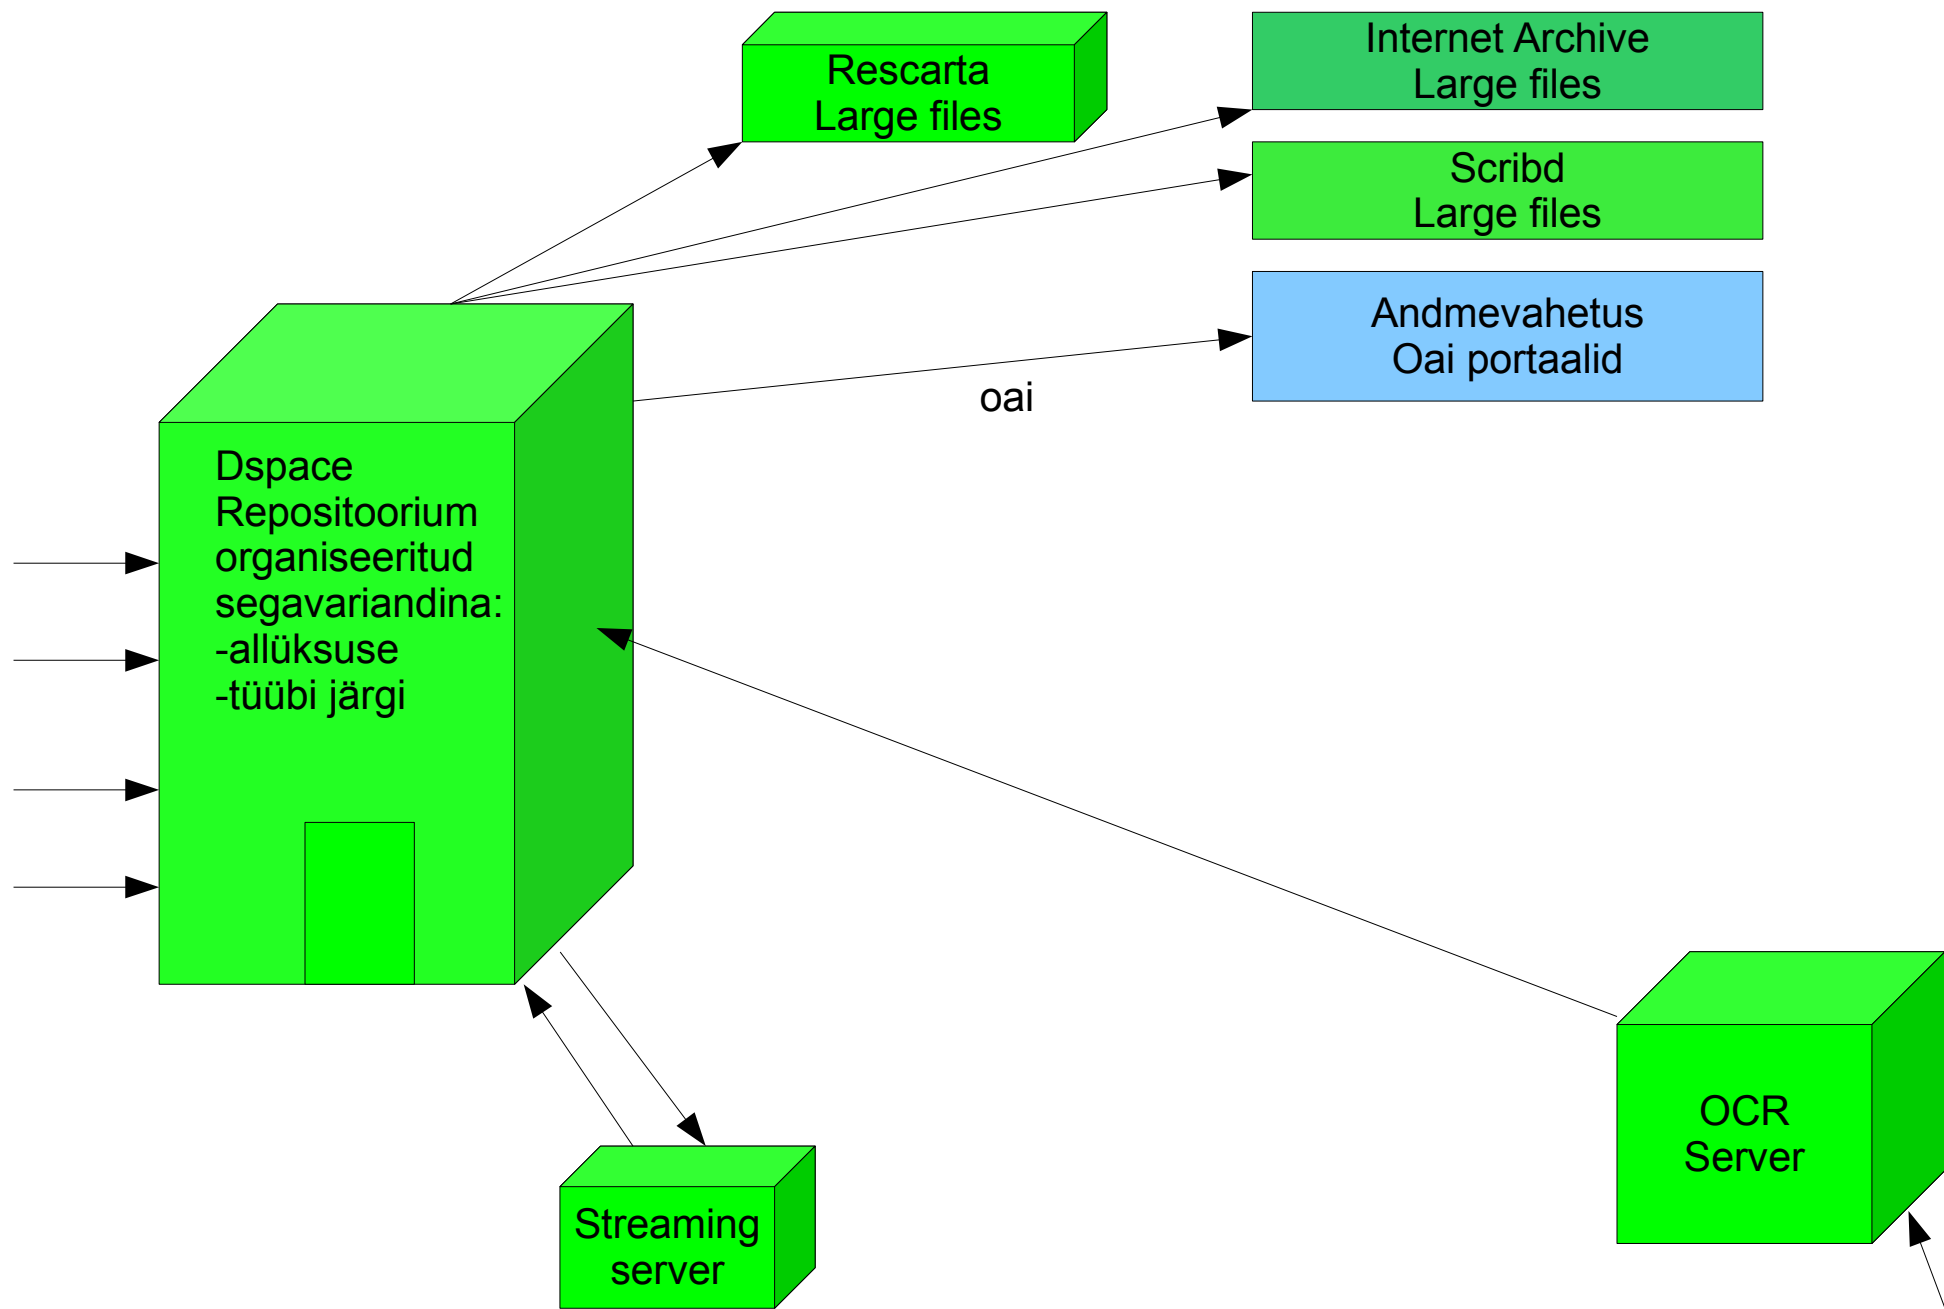 Rescarta
Large files
Internet Archive
Large files
Scribd
Large files
Andmevahetus
Oai portaalid
oai
Dspace
Repositoorium
organiseeritud
segavariandina:
-allüksuse
-tüübi järgi
OCR
Server
Streaming
server